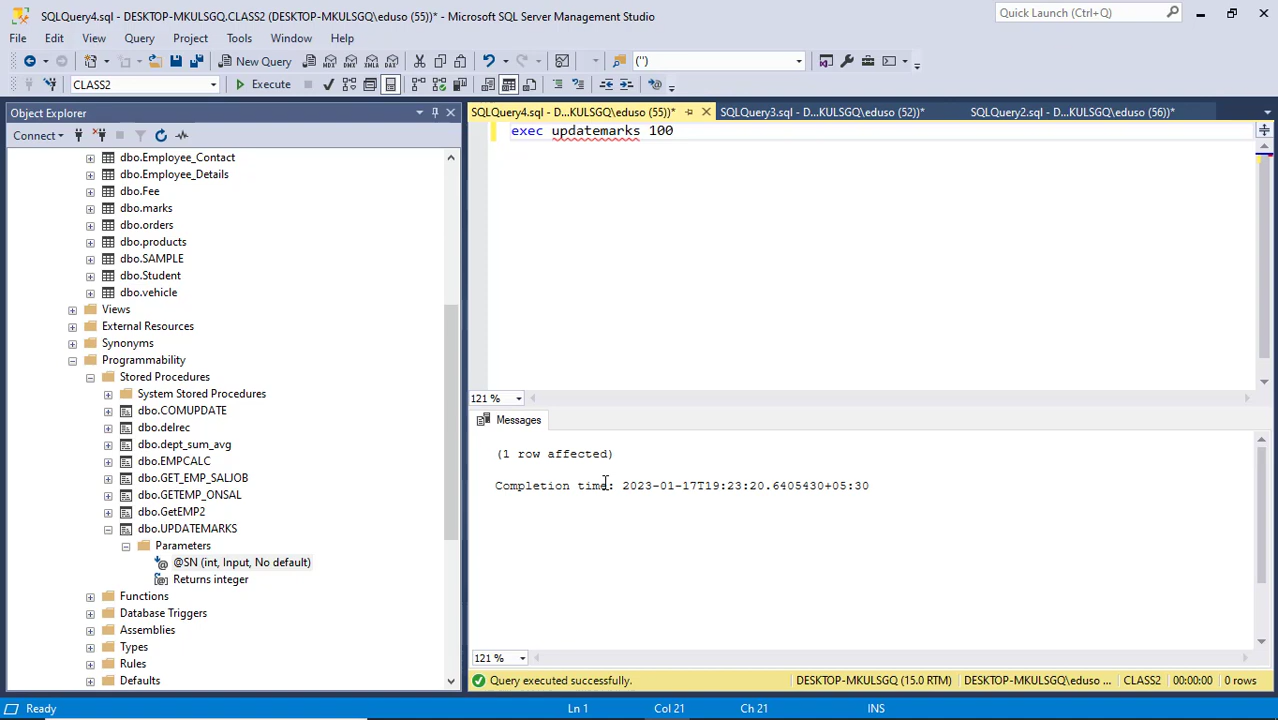 SQLQuery4.sql - DESKTOP-MKULSGQ.CLASS2 (DESKTOP-MKULSGQ\eduso (55))* - Microsoft SQL Server Management Studio
Quick Launch (Ctrl+Q)
File Edit View Query Project Tools Window Help
New Query
('')
CLASS2
Execute
Object Explorer
SQLQuery4.sql - D...KULSGQ\eduso (55))*
SQLQuery3.sql - D...KULSGQ\eduso (52))*
SQLQuery2.sql - D...KULSGQ\eduso (56))*
Connect
exec updatemarks 100
dbo.Employee_Contact
dbo.Employee_Details
dbo.Fee
dbo.marks
dbo.orders
dbo.products
dbo.SAMPLE
dbo.Student
dbo.vehicle
Views
External Resources
Synonyms
Programmability
Stored Procedures
System Stored Procedures
dbo.COMUPDATE
dbo.delrec
dbo.dept_sum_avg
dbo.EMPCALC
dbo.GET_EMP_SALJOB
dbo.GETEMP_ONSAL
dbo.GetEMP2
dbo.UPDATEMARKS
Parameters
@SN (int, Input, No default)
Returns integer
Functions
Database Triggers
Assemblies
Types
Rules
Defaults
121 %
Messages
(1 row affected)
Completion time: 2023-01-17T19:23:20.6405430+05:30
121 %
Query executed successfully.
DESKTOP-MKULSGQ (15.0 RTM)
DESKTOP-MKULSGQ\eduso ...
CLASS2
00:00:00
0 rows
Ready
Ln 1
Col 21
Ch 21
INS